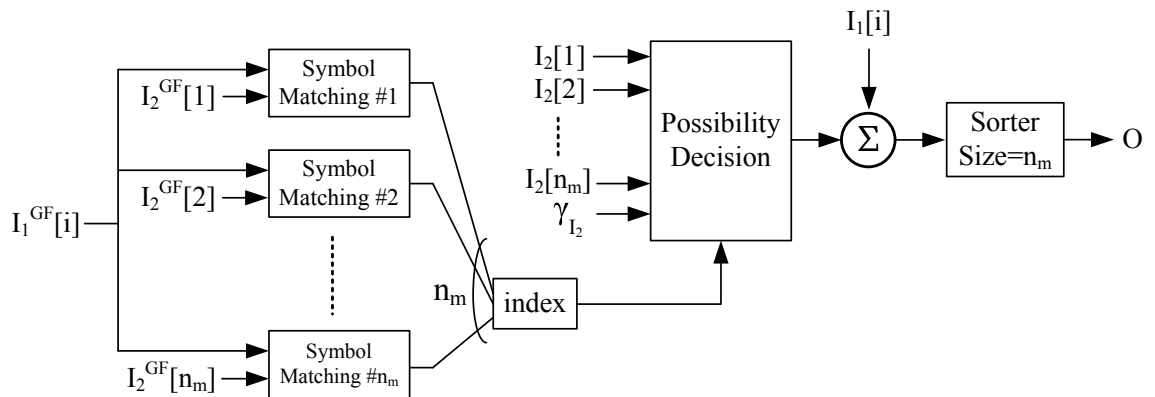 I₁[i]
I₂[1]
Symbol
Matching #1
I₂[2]
I₂ᴳᶠ[1]
Possibility
Decision
Σ
Sorter
Size=nₘ
O
Symbol
Matching #2
I₂[nₘ]
I₂ᴳᶠ[2]
γ_I₂
I₁ᴳᶠ[i]
nₘ
index
Symbol
Matching #nₘ
I₂ᴳᶠ[nₘ]